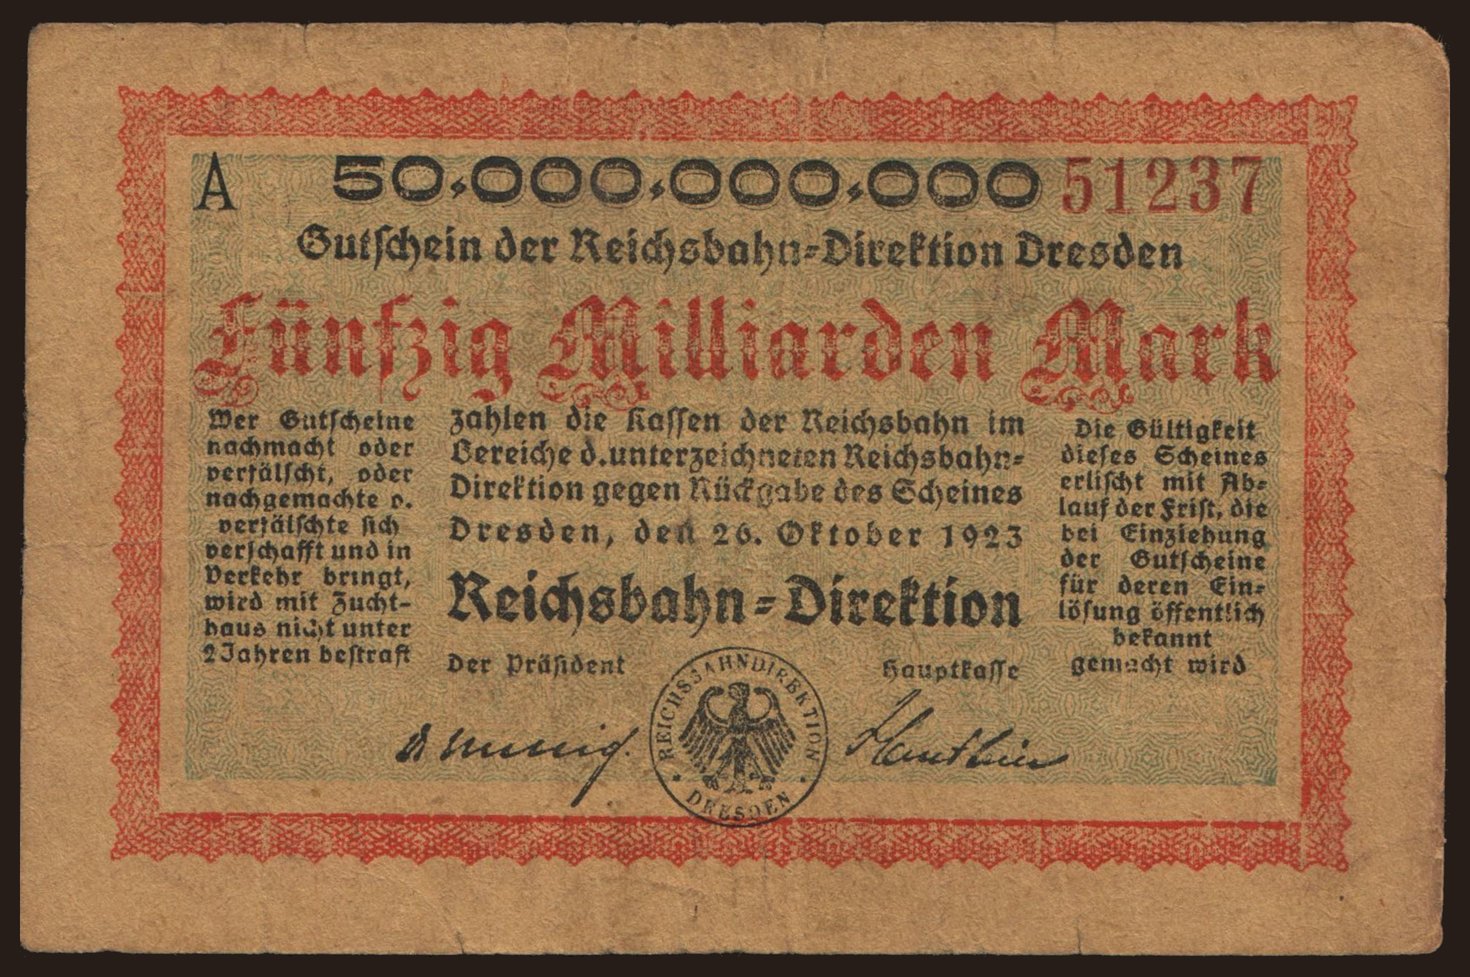 A 50.000.000.000 51237
Gutschein der Reichsbahn-Direktion Dresden
Fünfzig Milliarden Mark
Wer Gutscheine
nachmacht oder
verfälscht, oder
nachgemachte o.
verfälschte sich
verschafft und in
Verkehr bringt,
wird mit Zucht-
haus nicht unter
2 Jahren bestraft
zahlen die Kassen der Reichsbahn im
Bereiche d. unterzeichneten Reichsbahn-
Direktion gegen Rückgabe des Scheines
Dresden, den 26. Oktober 1923
Reichsbahn-Direktion
Der Präsident
Hauptkasse
Die Gültigkeit
dieses Scheines
erlischt mit Ab-
lauf der Frist, die
bei Einziehung
der Gutscheine
für deren Ein-
lösung öffentlich
bekannt
gemacht wird
REICHSBAHNDIREKTION
DRESDEN